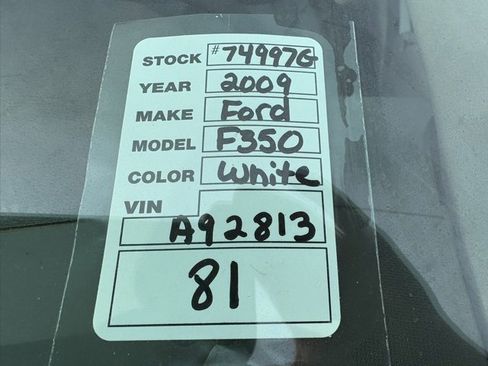 STOCK #74997G
YEAR 2009
MAKE Ford
MODEL F350
COLOR White
VIN
A92813
81